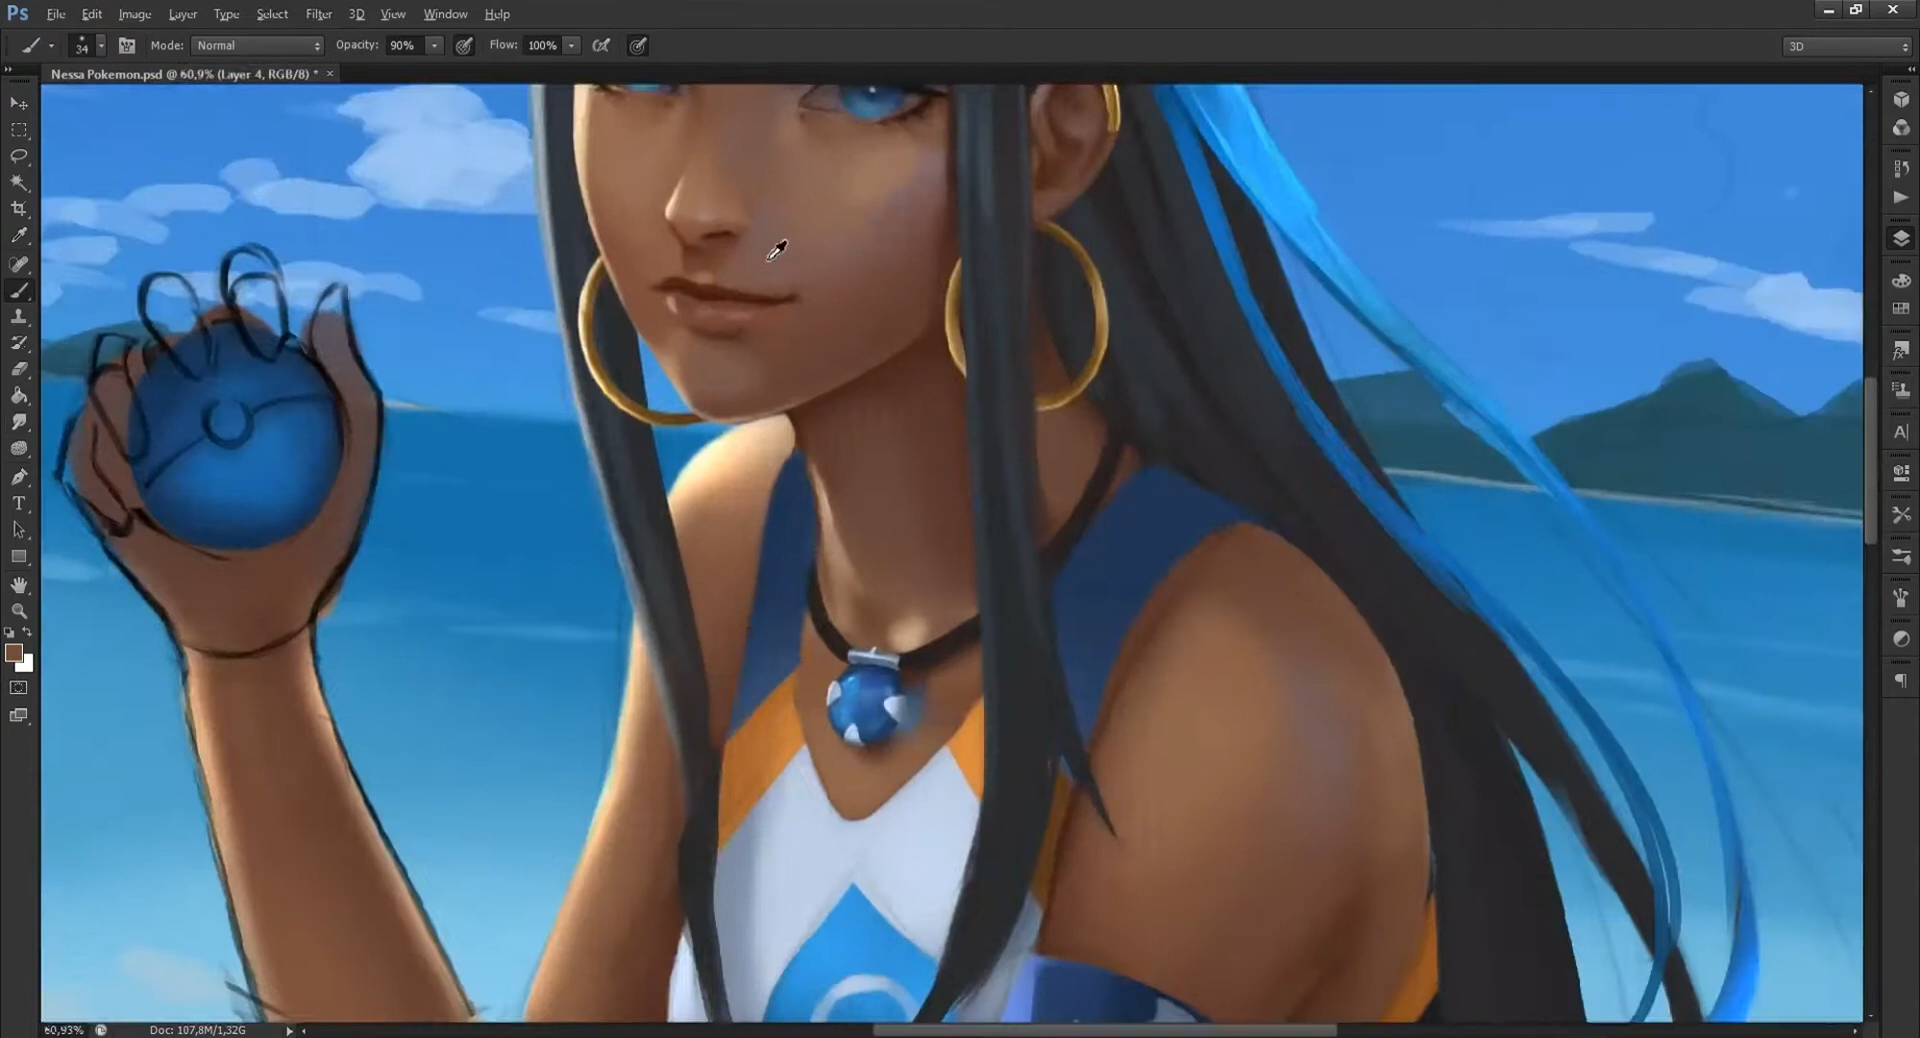 Ps File Edit Image Layer Type Select Filter 3D View Window Help
34 Mode: Normal Opacity: 90% Flow: 100% 3D
Nessa Pokemon.psd @ 60,9% (Layer 4, RGB/8) * ×
60,93% Doc: 107,8M/1,32G